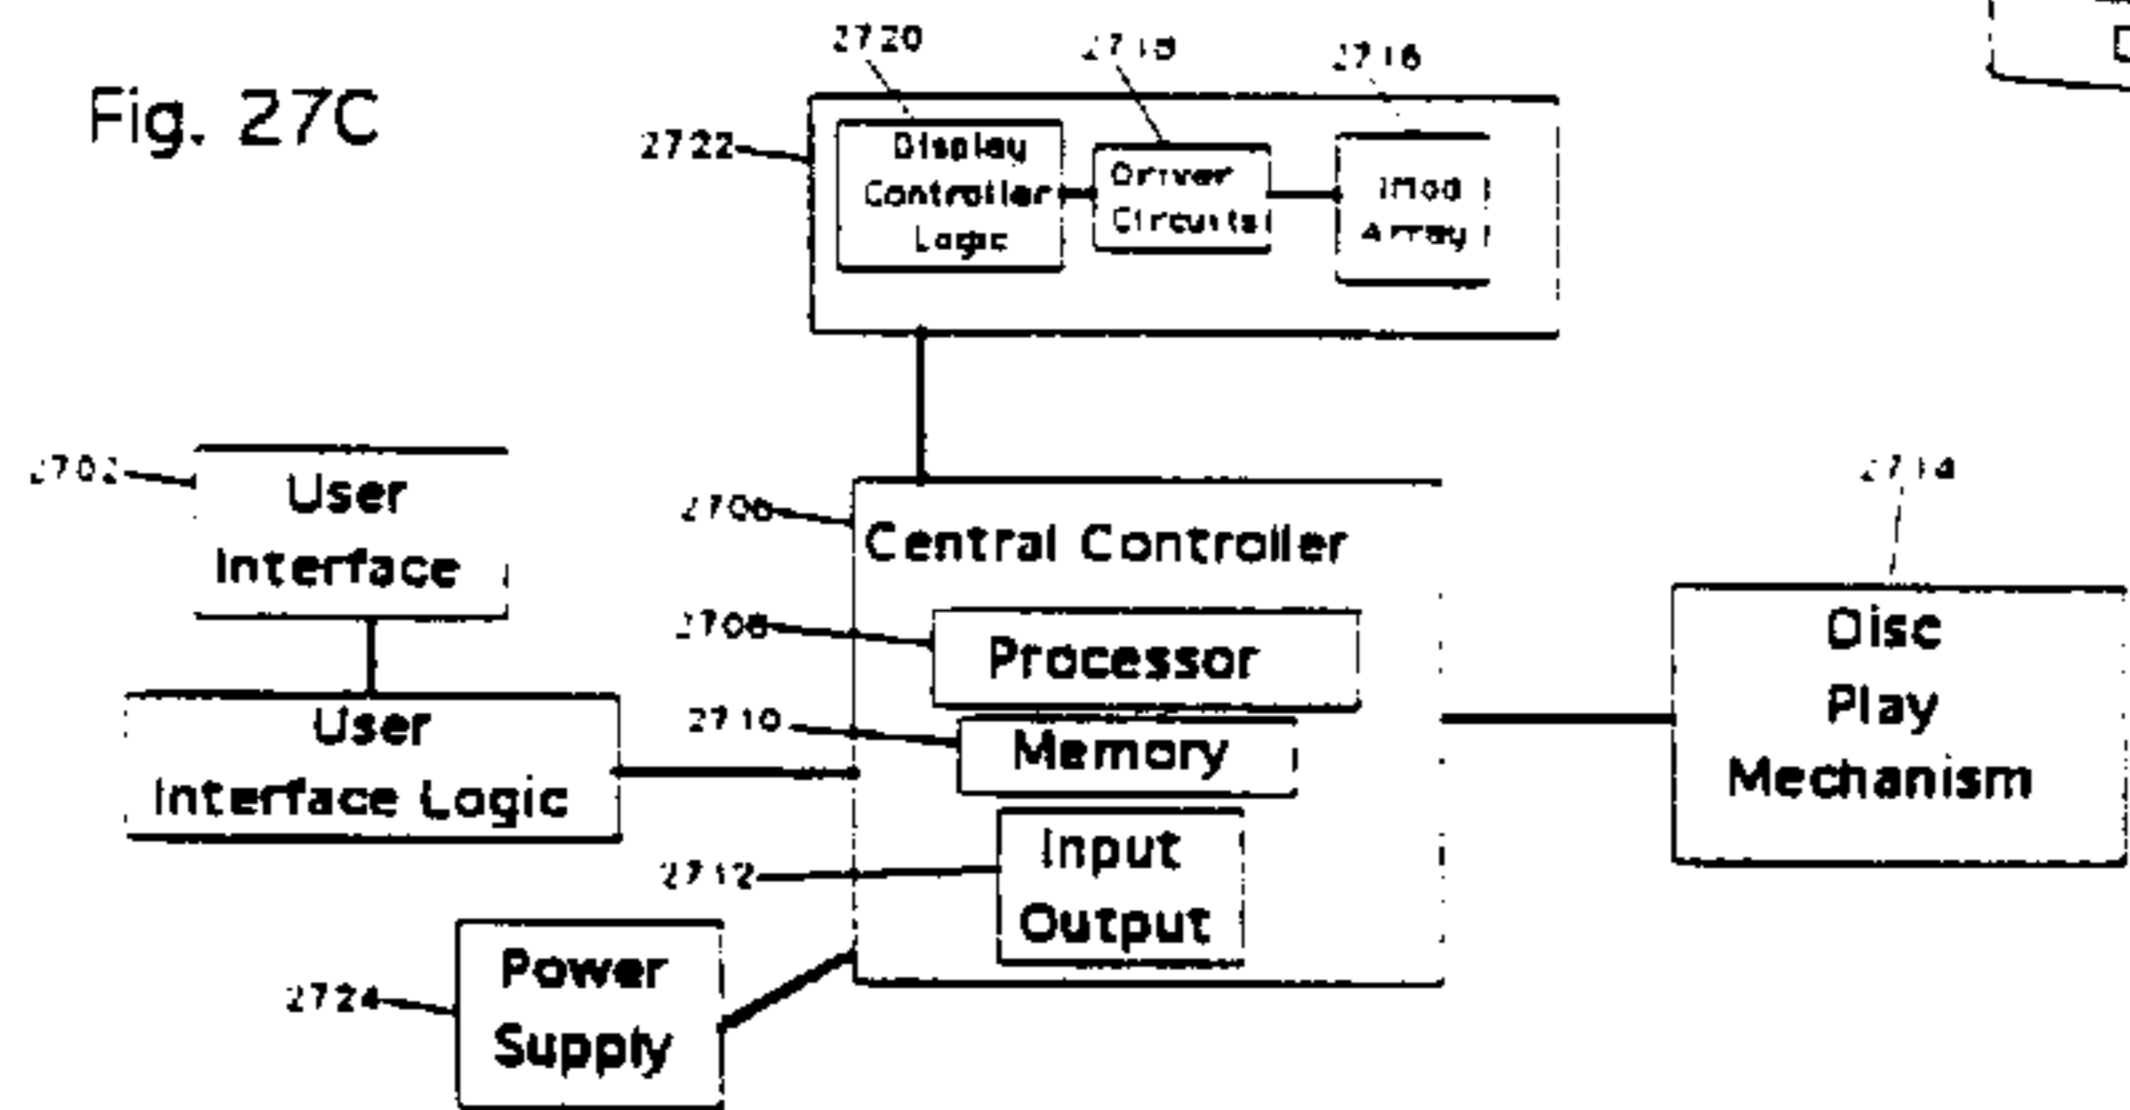 Fig. 27C
2720
2718
2716
2722
Display
Controller
Logic
Driver
Circuits
IMod
Array
2702
User
Interface
User
Interface Logic
2706
Central Controller
2708
Processor
2710
Memory
2712
Input
Output
2714
Disc
Play
Mechanism
2724
Power
Supply